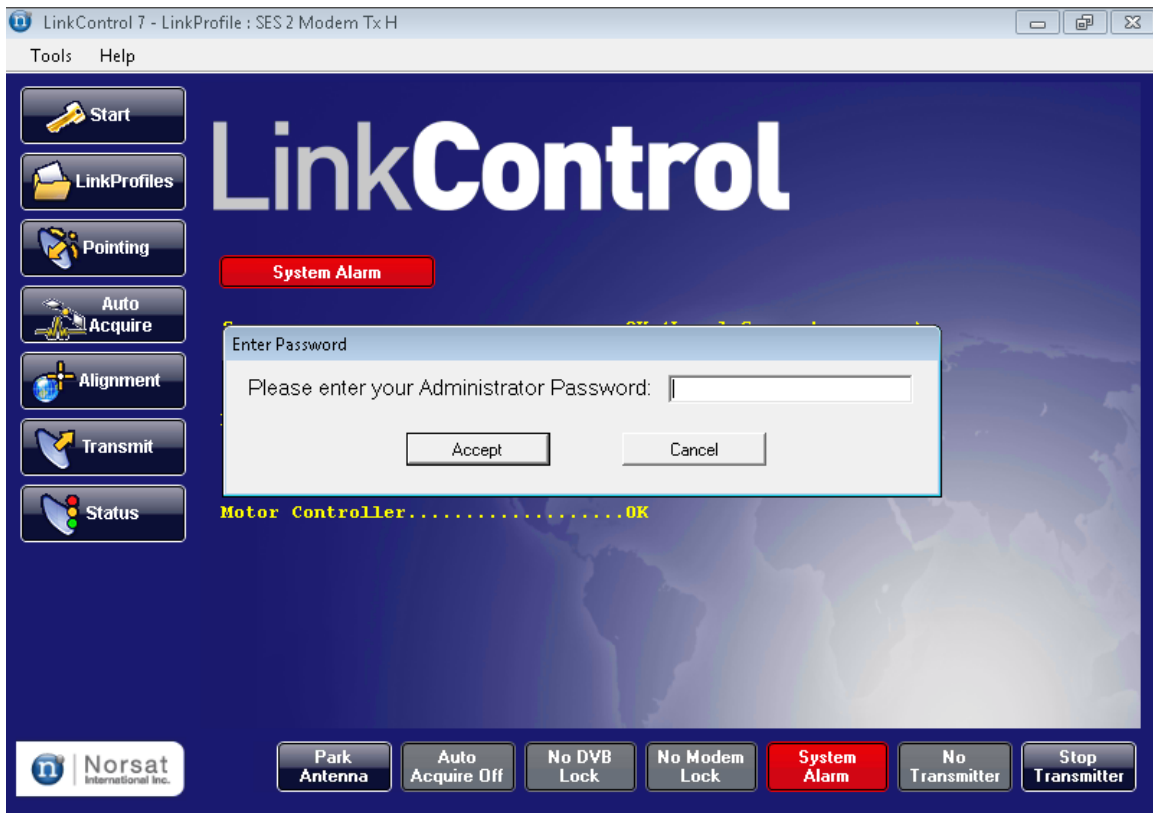 LinkControl 7 - LinkProfile : SES 2 Modem Tx H
Tools Help
Start
LinkProfiles
Pointing
Auto
Acquire
Alignment
Transmit
Status
LinkControl
System Alarm
Enter Password
Please enter your Administrator Password:
Accept Cancel
Motor Controller...................OK
Norsat
International Inc.
Park
Antenna
Auto
Acquire Off
No DVB
Lock
No Modem
Lock
System
Alarm
No
Transmitter
Stop
Transmitter